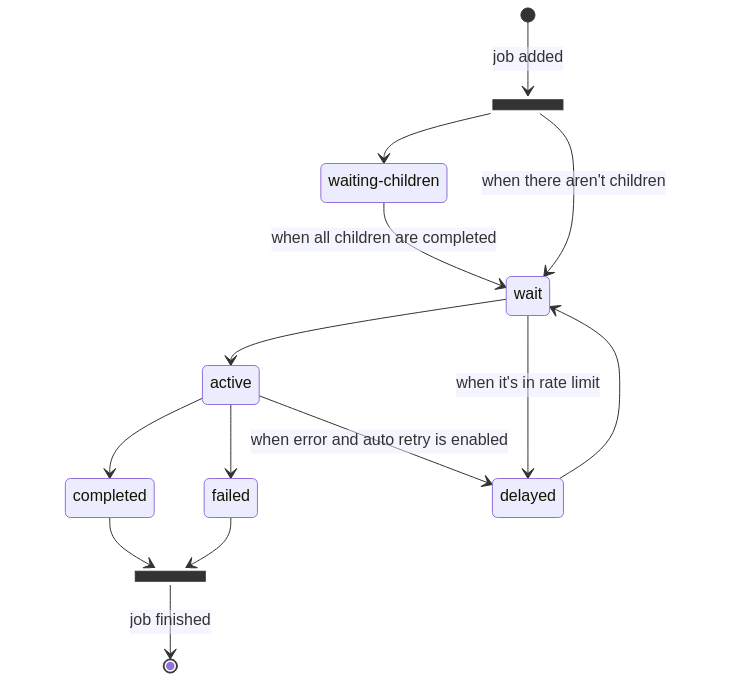 job added
waiting-children
when there aren't children
when all children are completed
wait
active
when it's in rate limit
when error and auto retry is enabled
completed
failed
delayed
job finished